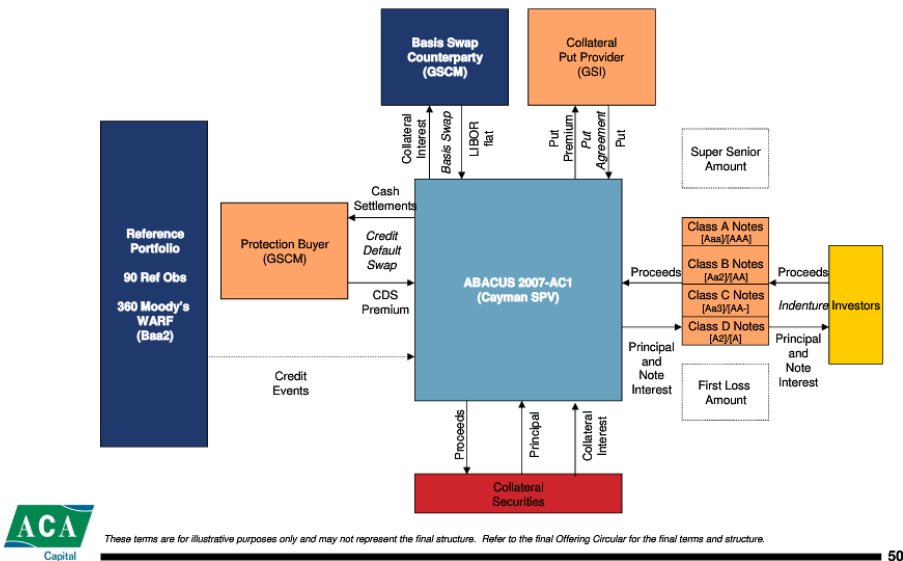 Basis Swap
Counterparty
(GSCM)
Collateral
Put Provider
(GSI)
Collateral
Interest
Basis Swap
LIBOR
flat
Put
Premium
Put
Agreement
Put
Super Senior
Amount
Reference
Portfolio
90 Ref Obs
360 Moody's
WARF
(Baa2)
Cash
Settlements
Protection Buyer
(GSCM)
Credit
Default
Swap
CDS
Premium
Credit
Events
ABACUS 2007-AC1
(Cayman SPV)
Proceeds
Principal
and
Note
Interest
Class A Notes
[Aaa]/[AAA]
Class B Notes
[Aa2]/[AA]
Class C Notes
[Aa3]/[AA-]
Class D Notes
[A2]/[A]
Proceeds
Indenture
Principal
and
Note
Interest
Investors
First Loss
Amount
Proceeds
Principal
Collateral
Interest
Collateral
Securities
ACA
Capital
These terms are for illustrative purposes only and may not represent the final structure. Refer to the final Offering Circular for the final terms and structure.
50